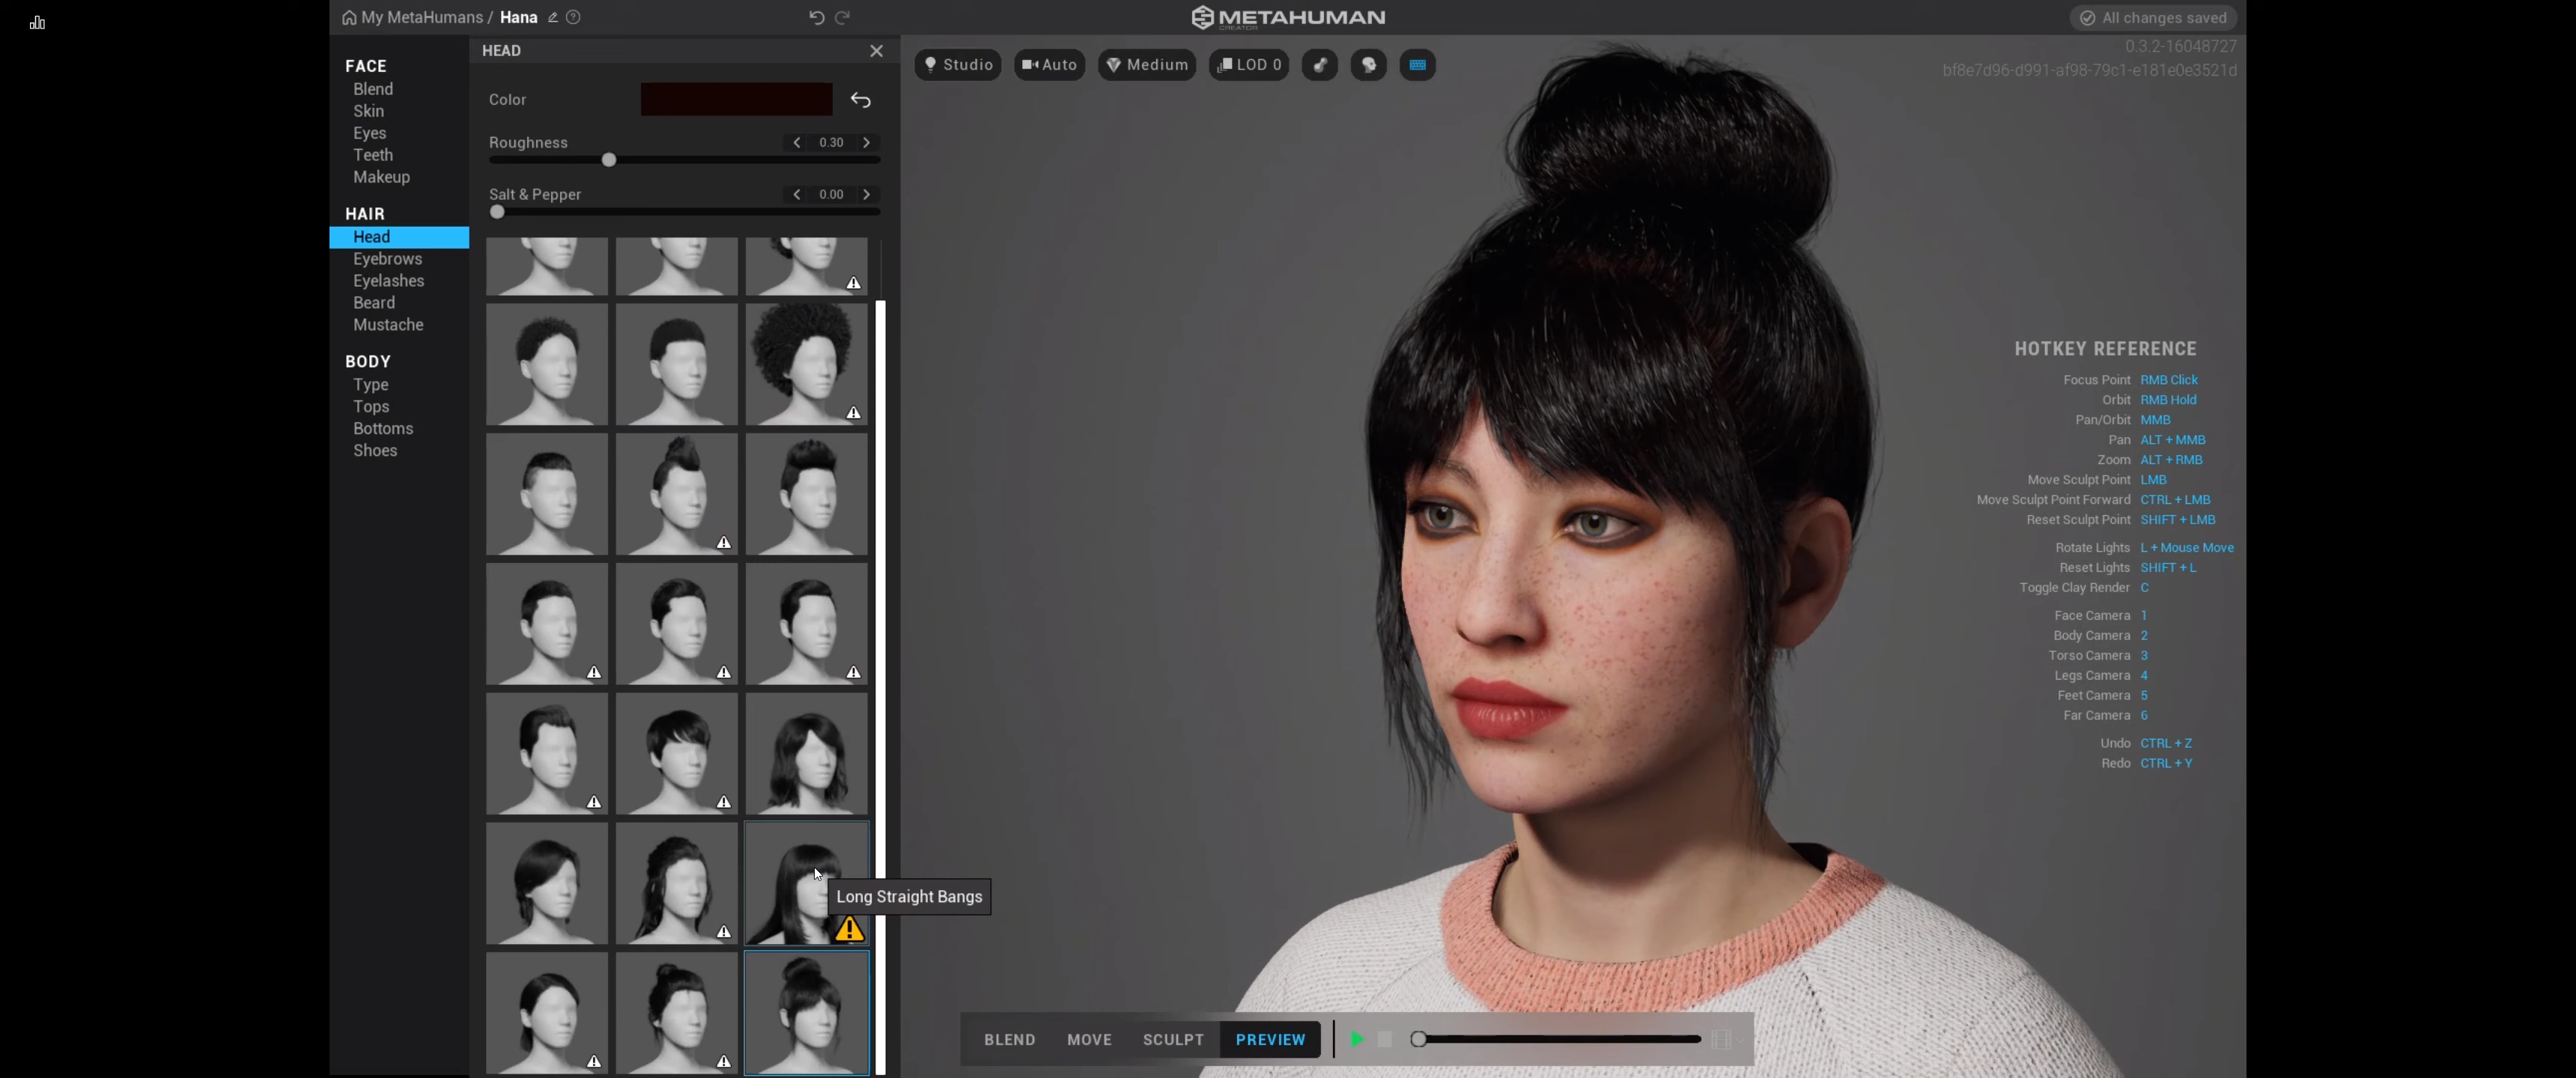 My MetaHumans / Hana
METAHUMAN
CREATOR
All changes saved
0.3.2-16048727
bf8e7d96-d991-af98-79c1-e181e0e3521d
FACE
Blend
Skin
Eyes
Teeth
Makeup
HAIR
Head
Eyebrows
Eyelashes
Beard
Mustache
BODY
Type
Tops
Bottoms
Shoes
HEAD
Color
Roughness 0.30
Salt & Pepper 0.00
Long Straight Bangs
Studio Auto Medium LOD 0
HOTKEY REFERENCE
Focus Point RMB Click
Orbit RMB Hold
Pan/Orbit MMB
Pan ALT + MMB
Zoom ALT + RMB
Move Sculpt Point LMB
Move Sculpt Point Forward CTRL + LMB
Reset Sculpt Point SHIFT + LMB
Rotate Lights L + Mouse Move
Reset Lights SHIFT + L
Toggle Clay Render C
Face Camera 1
Body Camera 2
Torso Camera 3
Legs Camera 4
Feet Camera 5
Far Camera 6
Undo CTRL + Z
Redo CTRL + Y
BLEND MOVE SCULPT PREVIEW